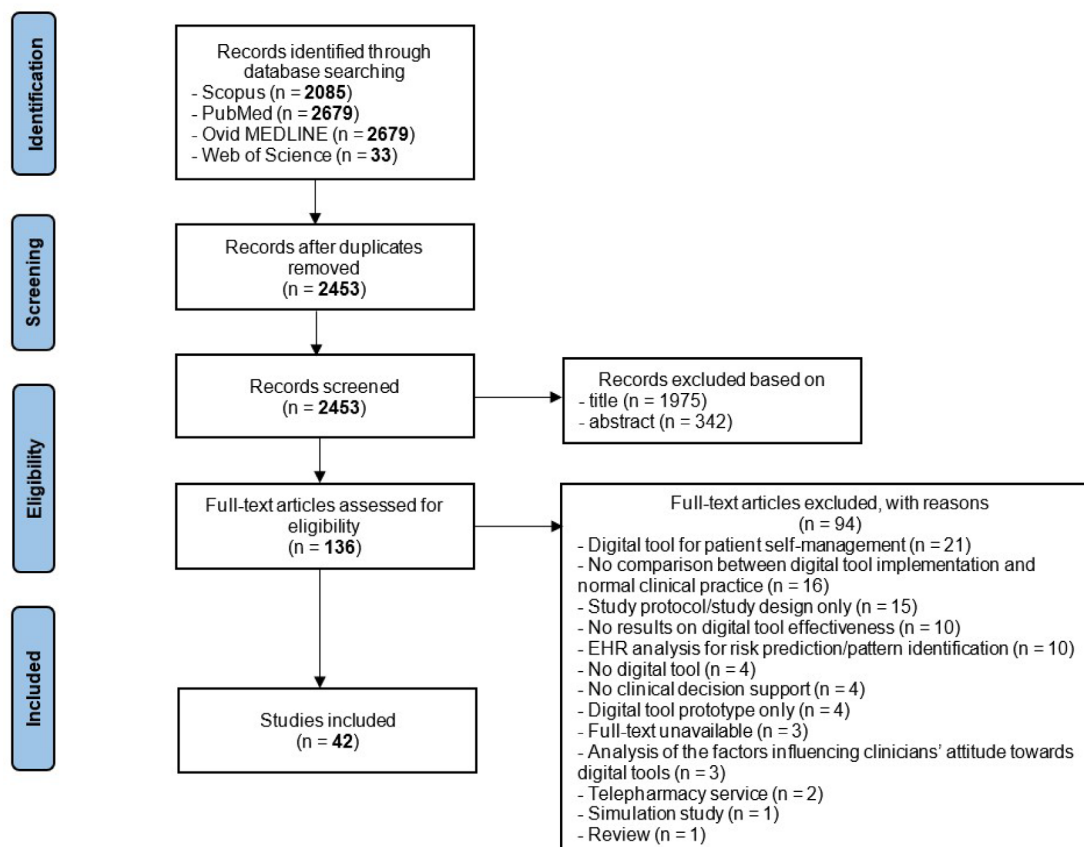 Identification
Records identified through
database searching
- Scopus (n = 2085)
- PubMed (n = 2679)
- Ovid MEDLINE (n = 2679)
- Web of Science (n = 33)
Screening
Records after duplicates
removed
(n = 2453)
Records screened
(n = 2453)
Records excluded based on
- title (n = 1975)
- abstract (n = 342)
Eligibility
Full-text articles assessed for
eligibility
(n = 136)
Full-text articles excluded, with reasons
(n = 94)
- Digital tool for patient self-management (n = 21)
- No comparison between digital tool implementation and
normal clinical practice (n = 16)
- Study protocol/study design only (n = 15)
- No results on digital tool effectiveness (n = 10)
- EHR analysis for risk prediction/pattern identification (n = 10)
- No digital tool (n = 4)
- No clinical decision support (n = 4)
- Digital tool prototype only (n = 4)
- Full-text unavailable (n = 3)
- Analysis of the factors influencing clinicians’ attitude towards
digital tools (n = 3)
- Telepharmacy service (n = 2)
- Simulation study (n = 1)
- Review (n = 1)
Included
Studies included
(n = 42)